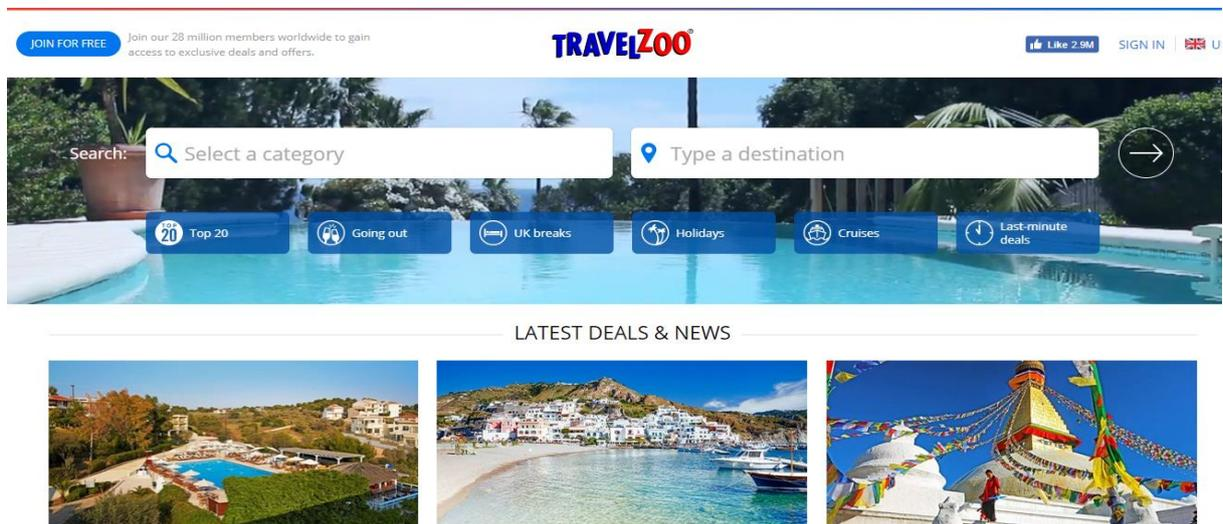 JOIN FOR FREE
Join our 28 million members worldwide to gain
access to exclusive deals and offers.
TRAVELZOO®
Like 2.9M
SIGN IN
U
Search:
Select a category
Type a destination
TOP
20
Top 20
Going out
UK breaks
Holidays
Cruises
Last-minute
deals
LATEST DEALS & NEWS